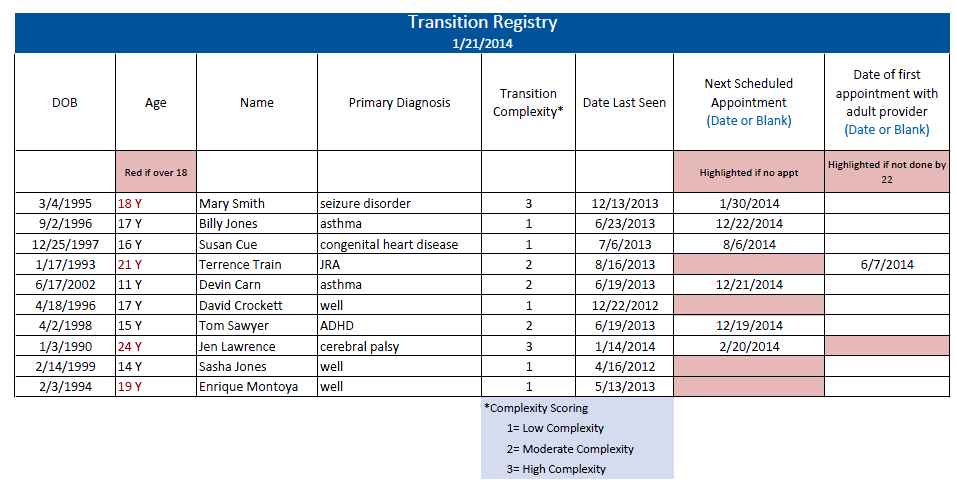 Transition Registry
1/21/2014
DOB Age Name Primary Diagnosis Transition Complexity* Date Last Seen Next Scheduled Appointment (Date or Blank) Date of first appointment with adult provider (Date or Blank)
Red if over 18 Highlighted if no appt Highlighted if not done by 22
3/4/1995 18 Y Mary Smith seizure disorder 3 12/13/2013 1/30/2014
9/2/1996 17 Y Billy Jones asthma 1 6/23/2013 12/22/2014
12/25/1997 16 Y Susan Cue congenital heart disease 1 7/6/2013 8/6/2014
1/17/1993 21 Y Terrence Train JRA 2 8/16/2013 6/7/2014
6/17/2002 11 Y Devin Carn asthma 2 6/19/2013 12/21/2014
4/18/1996 17 Y David Crockett well 1 12/22/2012
4/2/1998 15 Y Tom Sawyer ADHD 2 6/19/2013 12/19/2014
1/3/1990 24 Y Jen Lawrence cerebral palsy 3 1/14/2014 2/20/2014
2/14/1999 14 Y Sasha Jones well 1 4/16/2012
2/3/1994 19 Y Enrique Montoya well 1 5/13/2013
*Complexity Scoring
1= Low Complexity
2= Moderate Complexity
3= High Complexity